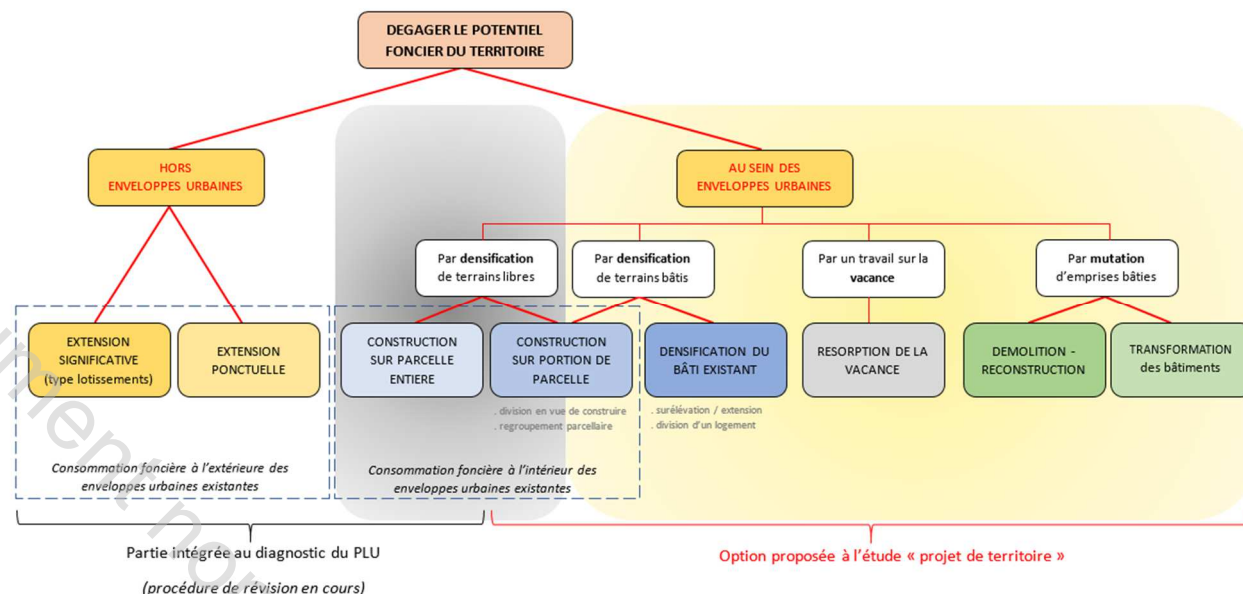 DEGAGER LE POTENTIEL
FONCIER DU TERRITOIRE
HORS
ENVELOPPES URBAINES
AU SEIN DES
ENVELOPPES URBAINES
Par densification
de terrains libres
Par densification
de terrains bâtis
Par un travail sur la
vacance
Par mutation
d'emprises bâties
EXTENSION
SIGNIFICATIVE
(type lotissements)
EXTENSION
PONCTUELLE
CONSTRUCTION
SUR PARCELLE
ENTIERE
CONSTRUCTION
SUR PORTION DE
PARCELLE
DENSIFICATION DU
BÂTI EXISTANT
RESORPTION DE LA
VACANCE
DEMOLITION -
RECONSTRUCTION
TRANSFORMATION
des bâtiments
. division en vue de construire
. regroupement parcellaire
. surélévation / extension
. division d'un logement
Consommation foncière à l'extérieure des
enveloppes urbaines existantes
Consommation foncière à l'intérieur des
enveloppes urbaines existantes
Partie intégrée au diagnostic du PLU
(procédure de révision en cours)
Option proposée à l'étude « projet de territoire »